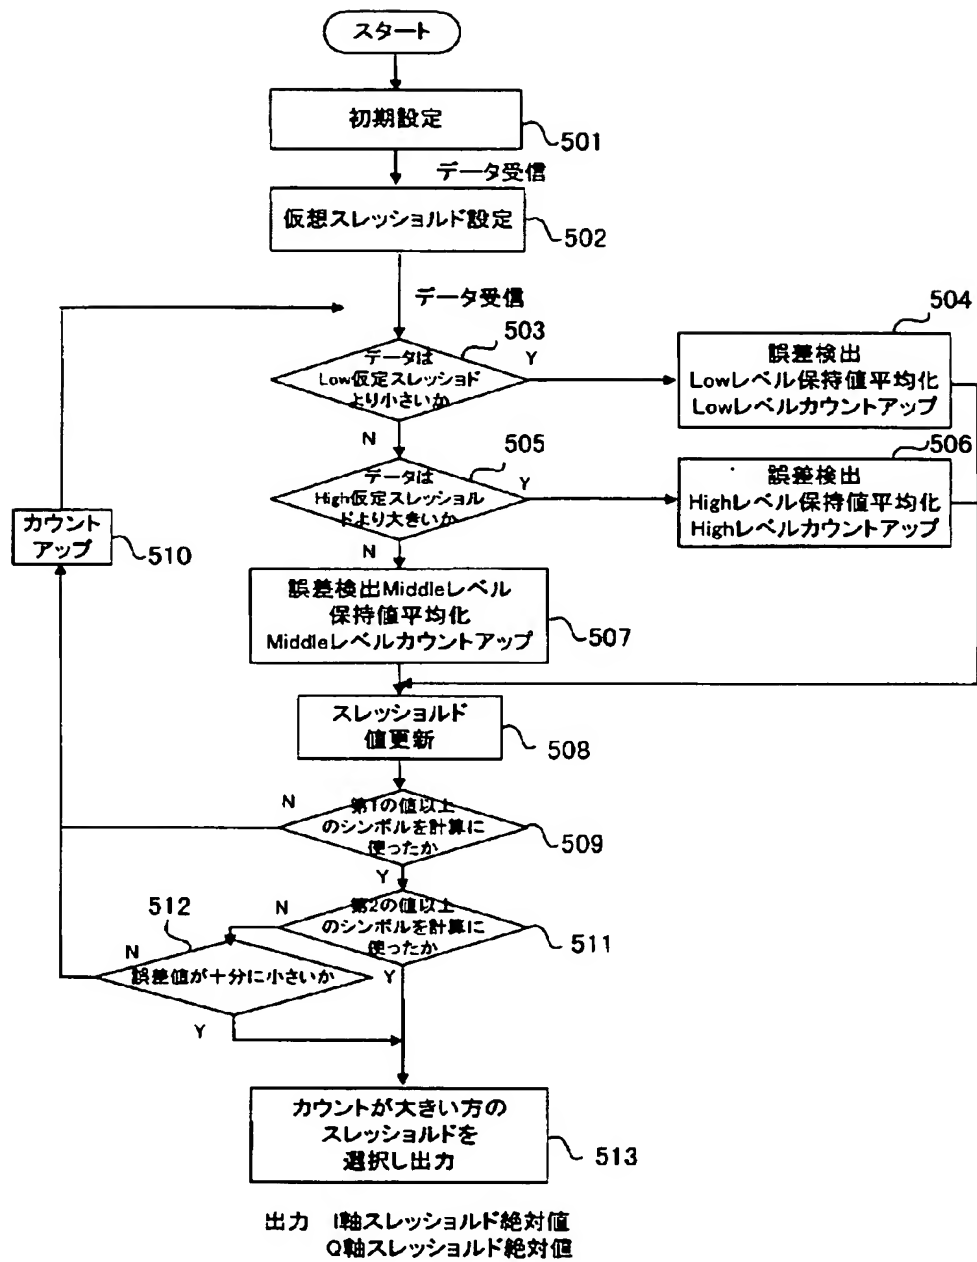 スタート
初期設定
501
データ受信
仮想スレッショルド設定
502
データ受信
503
データは
Low仮定スレッショド
より小さいか
Y
N
504
誤差検出
Lowレベル保持値平均化
Lowレベルカウントアップ
505
データは
High仮定スレッショル
ドより大きいか
Y
N
506
誤差検出
Highレベル保持値平均化
Highレベルカウントアップ
カウント
アップ
510
誤差検出Middleレベル
保持値平均化
Middleレベルカウントアップ
507
スレッショルド
値更新
508
N
第1の値以上
のシンボルを計算に
使ったか
509
Y
N
第2の値以上
のシンボルを計算に
使ったか
511
Y
512
N
誤差値が十分に小さいか
Y
カウントが大きい方の
スレッショルドを
選択し出力
513
出力 I軸スレッショルド絶対値
Q軸スレッショルド絶対値